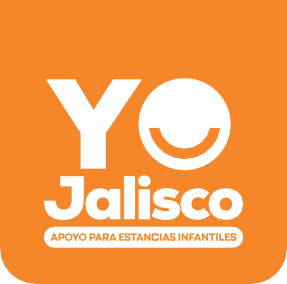 YO
Jalisco
APOYO PARA ESTANCIAS INFANTILES